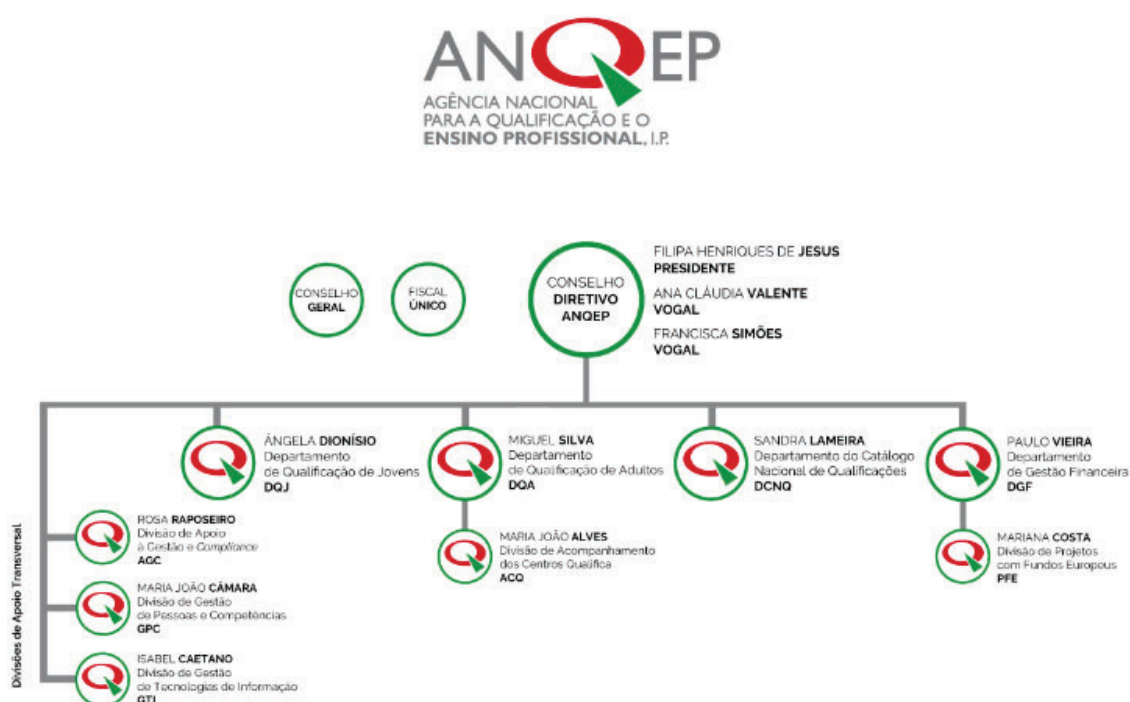 ANQEP
AGÊNCIA NACIONAL
PARA A QUALIFICAÇÃO E O
ENSINO PROFISSIONAL, I.P.
CONSELHO
GERAL
FISCAL
ÚNICO
CONSELHO
DIRETIVO
ANQEP
FILIPA HENRIQUES DE JESUS
PRESIDENTE
ANA CLÁUDIA VALENTE
VOGAL
FRANCISCA SIMÕES
VOGAL
ÂNGELA DIONÍSIO
Departamento
de Qualificação de Jovens
DQJ
MIGUEL SILVA
Departamento
de Qualificação de Adultos
DQA
SANDRA LAMEIRA
Departamento do Catálogo
Nacional de Qualificações
DCNQ
PAULO VIEIRA
Departamento
de Gestão Financeira
DGF
Divisões de Apoio Transversal
ROSA RAPOSEIRO
Divisão de Apoio
à Gestão e Compliance
AGC
MARIA JOÃO CÂMARA
Divisão de Gestão
de Pessoas e Competências
GPC
ISABEL CAETANO
Divisão de Gestão
de Tecnologias de Informação
GTI
MARIA JOÃO ALVES
Divisão de Acompanhamento
dos Centros Qualifica
ACQ
MARIANA COSTA
Divisão de Projetos
com Fundos Europeus
PFE